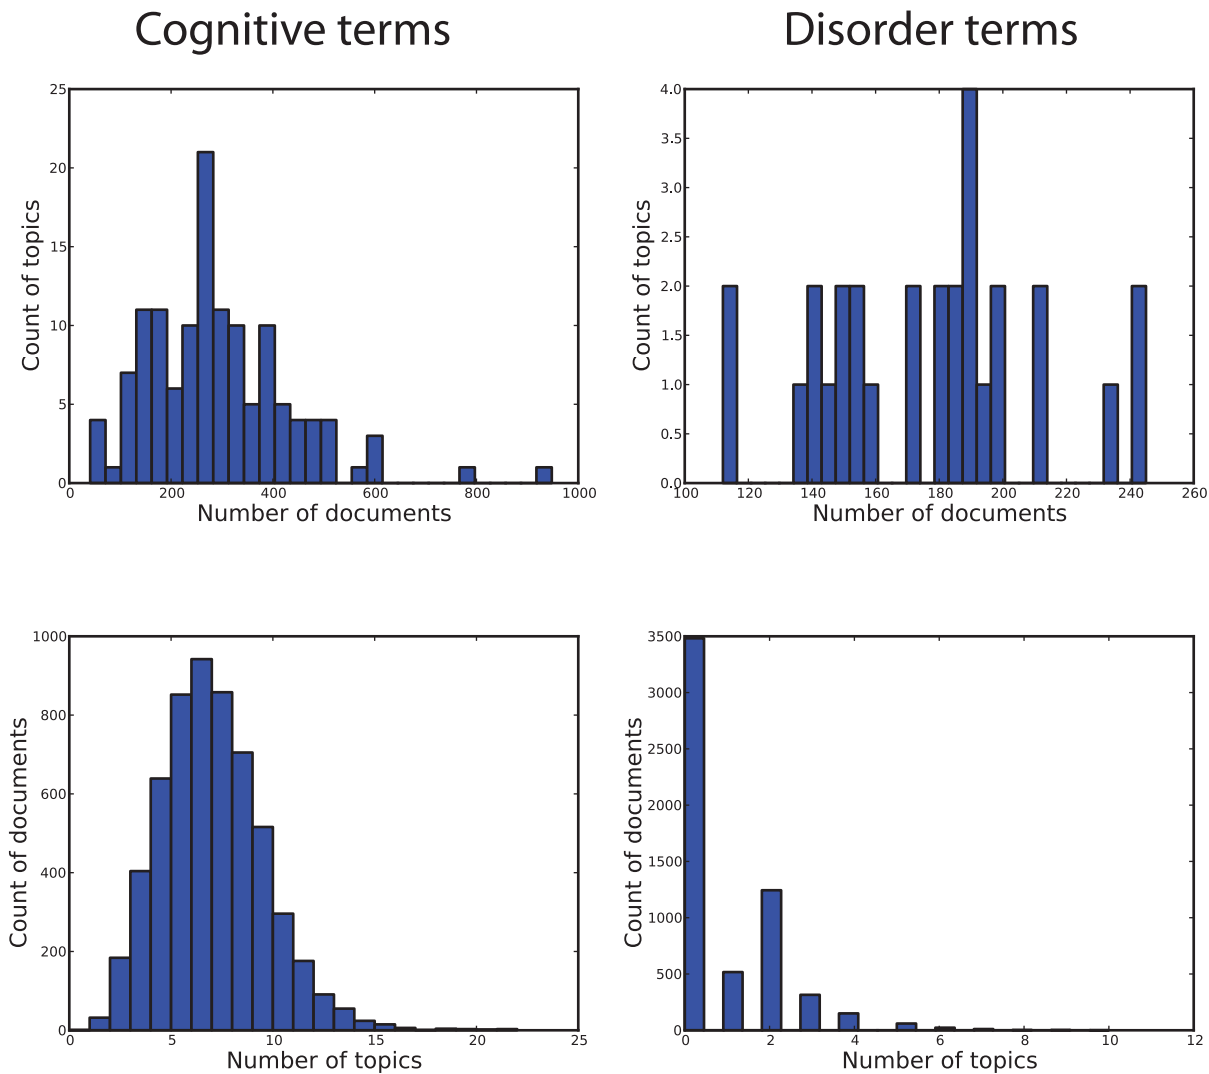 Cognitive terms
Disorder terms
25
20
15
10
5
0
0 200 400 600 800 1000
Count of topics
Number of documents
4.0
3.5
3.0
2.5
2.0
1.5
1.0
0.5
0.0
100 120 140 160 180 200 220 240 260
Count of topics
Number of documents
1000
800
600
400
200
0
0 5 10 15 20 25
Count of documents
Number of topics
3500
3000
2500
2000
1500
1000
500
0
0 2 4 6 8 10 12
Count of documents
Number of topics